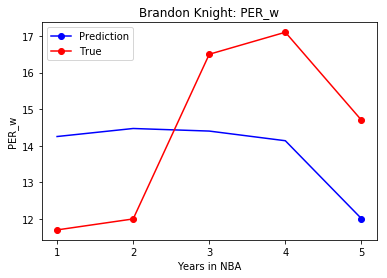 Brandon Knight: PER_w
Prediction
True
17
16
15
14
13
12
PER_w
1 2 3 4 5
Years in NBA